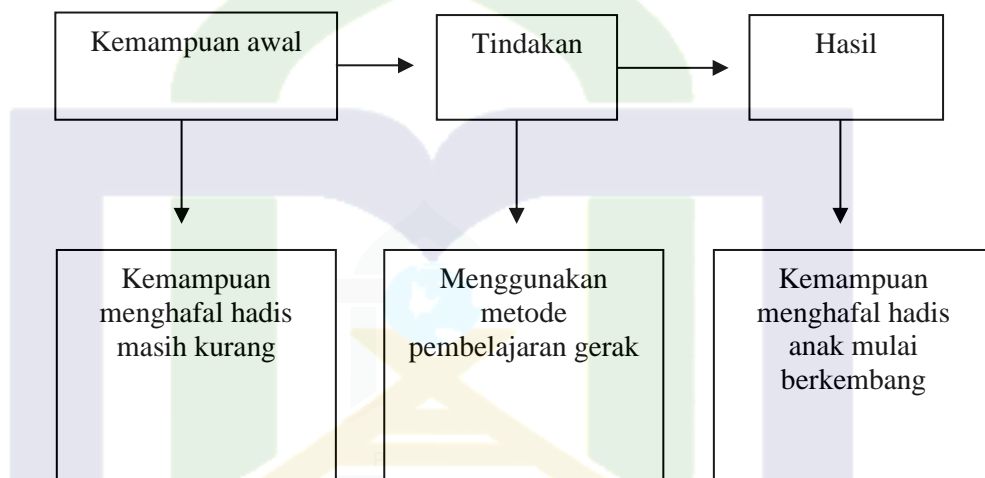 Kemampuan awal
Tindakan
Hasil
Kemampuan
menghafal hadis
masih kurang
Menggunakan
metode
pembelajaran gerak
Kemampuan
menghafal hadis
anak mulai
berkembang